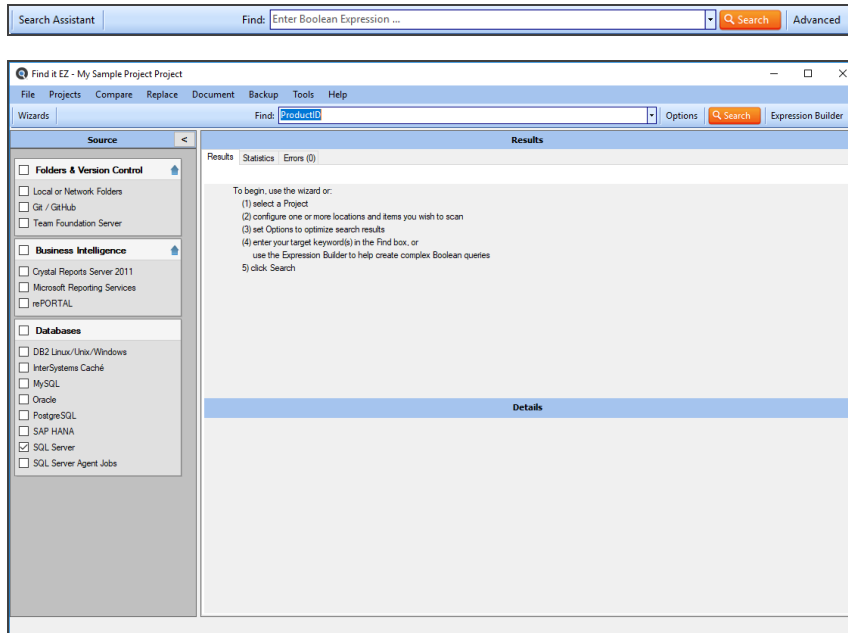 Search Assistant Find: Enter Boolean Expression ... Search Advanced
Find it EZ - My Sample Project Project
File Projects Compare Replace Document Backup Tools Help
Wizards Find: ProductID Options Search Expression Builder
Source <
Folders & Version Control
Local or Network Folders
Git / GitHub
Team Foundation Server
Business Intelligence
Crystal Reports Server 2011
Microsoft Reporting Services
rePORTAL
Databases
DB2 Linux/Unix/Windows
InterSystems Caché
MySQL
Oracle
PostgreSQL
SAP HANA
SQL Server
SQL Server Agent Jobs
Results
Results Statistics Errors (0)
To begin, use the wizard or:
(1) select a Project
(2) configure one or more locations and items you wish to scan
(3) set Options to optimize search results
(4) enter your target keyword(s) in the Find box, or
use the Expression Builder to help create complex Boolean queries
5) click Search
Details